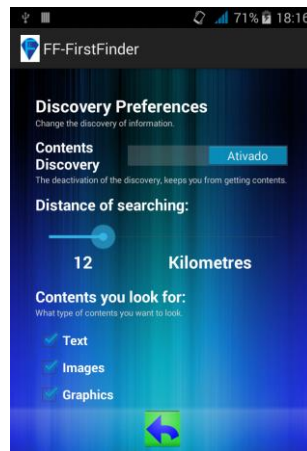 71% 18:16
FF-FirstFinder
Discovery Preferences
Change the discovery of information.
Contents
Discovery
Ativado
The deactivation of the discovery, keeps you from getting contents.
Distance of searching:
12 Kilometres
Contents you look for:
What type of contents you want to look.
Text
Images
Graphics